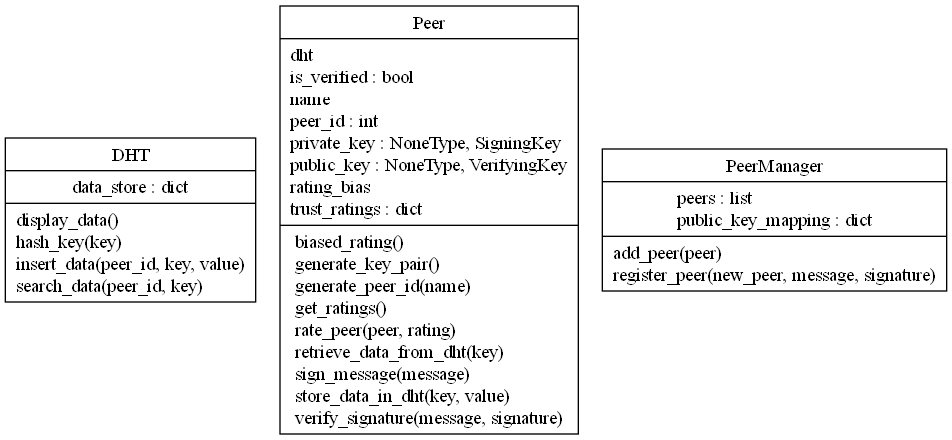 DHT
data_store : dict
display_data()
hash_key(key)
insert_data(peer_id, key, value)
search_data(peer_id, key)
Peer
dht
is_verified : bool
name
peer_id : int
private_key : NoneType, SigningKey
public_key : NoneType, VerifyingKey
rating_bias
trust_ratings : dict
biased_rating()
generate_key_pair()
generate_peer_id(name)
get_ratings()
rate_peer(peer, rating)
retrieve_data_from_dht(key)
sign_message(message)
store_data_in_dht(key, value)
verify_signature(message, signature)
PeerManager
peers : list
public_key_mapping : dict
add_peer(peer)
register_peer(new_peer, message, signature)